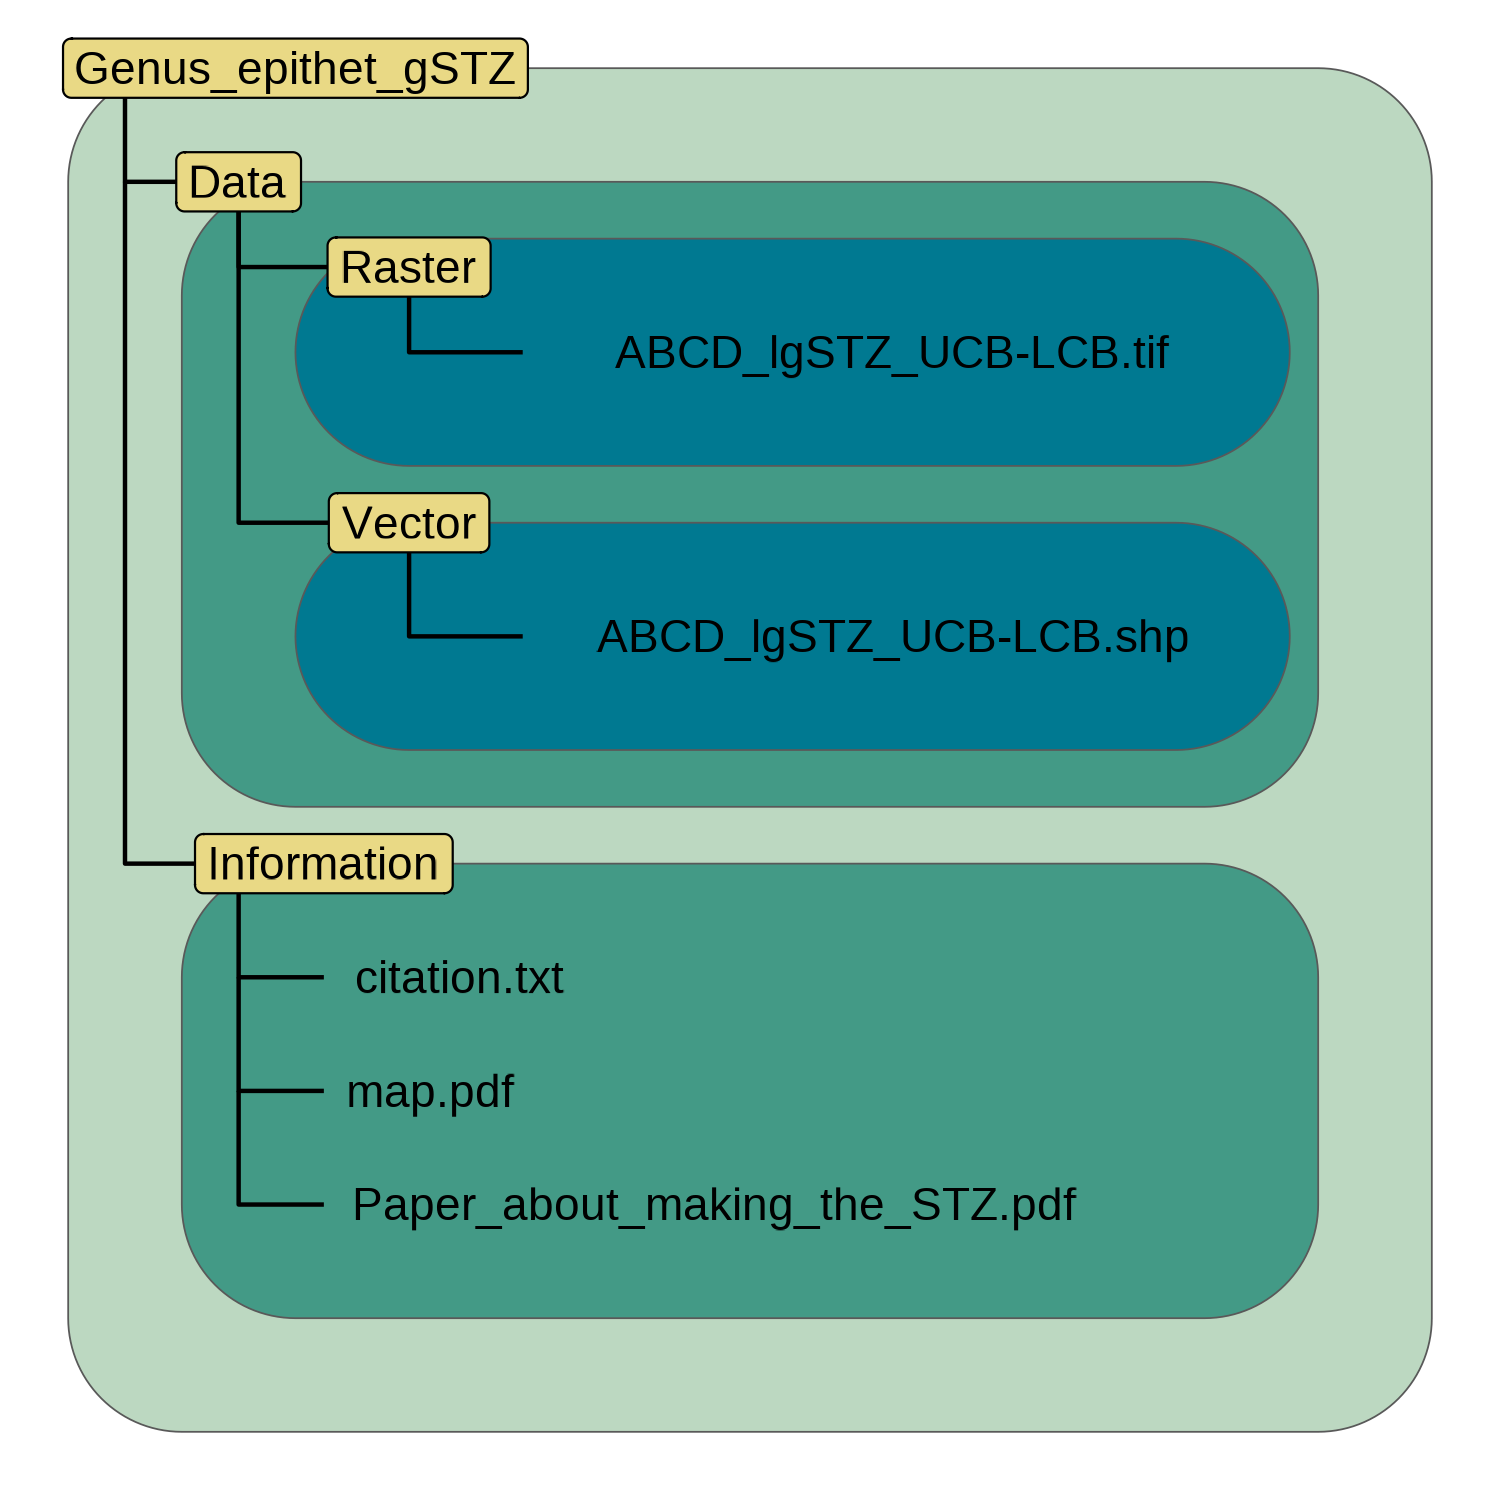 Genus_epithet_gSTZ
Data
Raster
ABCD_lgSTZ_UCB-LCB.tif
Vector
ABCD_lgSTZ_UCB-LCB.shp
Information
citation.txt
map.pdf
Paper_about_making_the_STZ.pdf